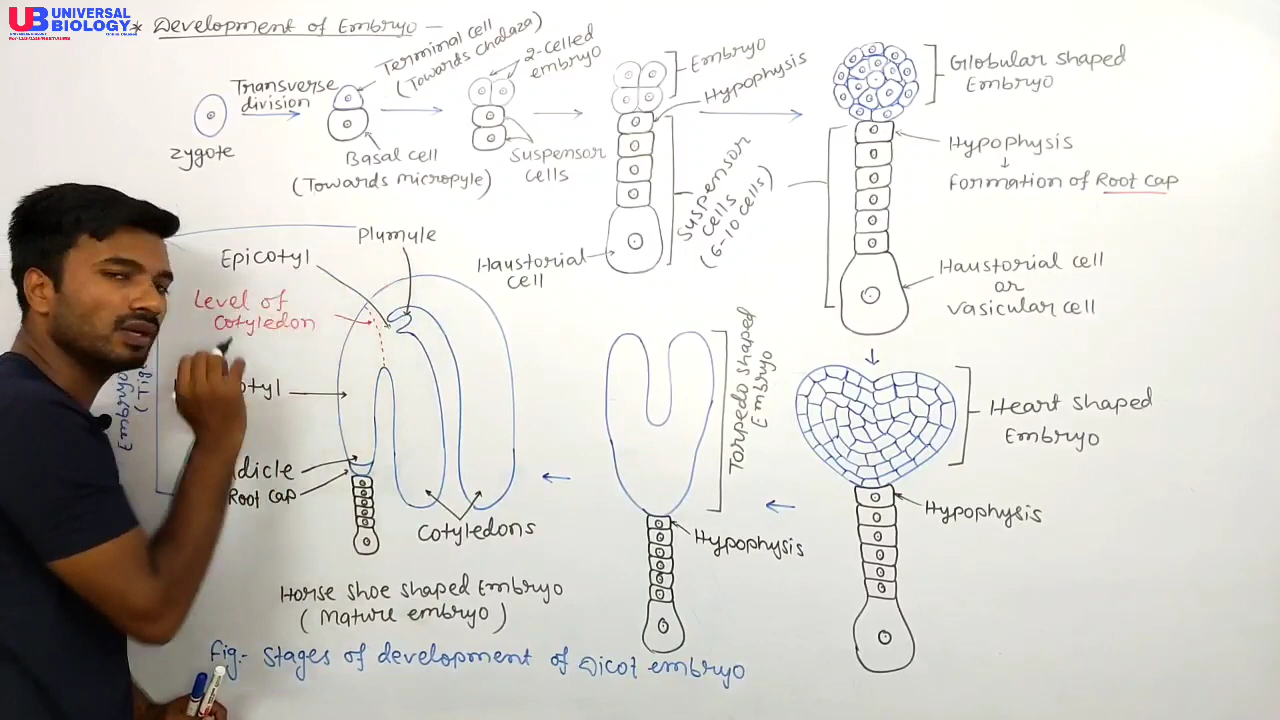 UB UNIVERSAL BIOLOGY
* Development of Embryo —
zygote
Transverse
division
Terminal cell
(Towards chalaza)
Basal cell
(Towards micropyle)
2-celled
embryo
Suspensor
cells
Embryo
Hypophysis
Suspensor
cells
(6-10 cells)
Haustorial
cell
Globular shaped
Embryo
Hypophysis
↓
Formation of Root cap
Haustorial cell
or
Vasicular cell
Heart shaped
Embryo
Hypophysis
Torpedo shaped
Embryo
Hypophysis
Plumule
Epicotyl
Level of
cotyledon
otyl
dicle
Root cap
Cotyledons
Horse shoe shaped Embryo
(Mature embryo)
Fig:- Stages of development of Dicot embryo